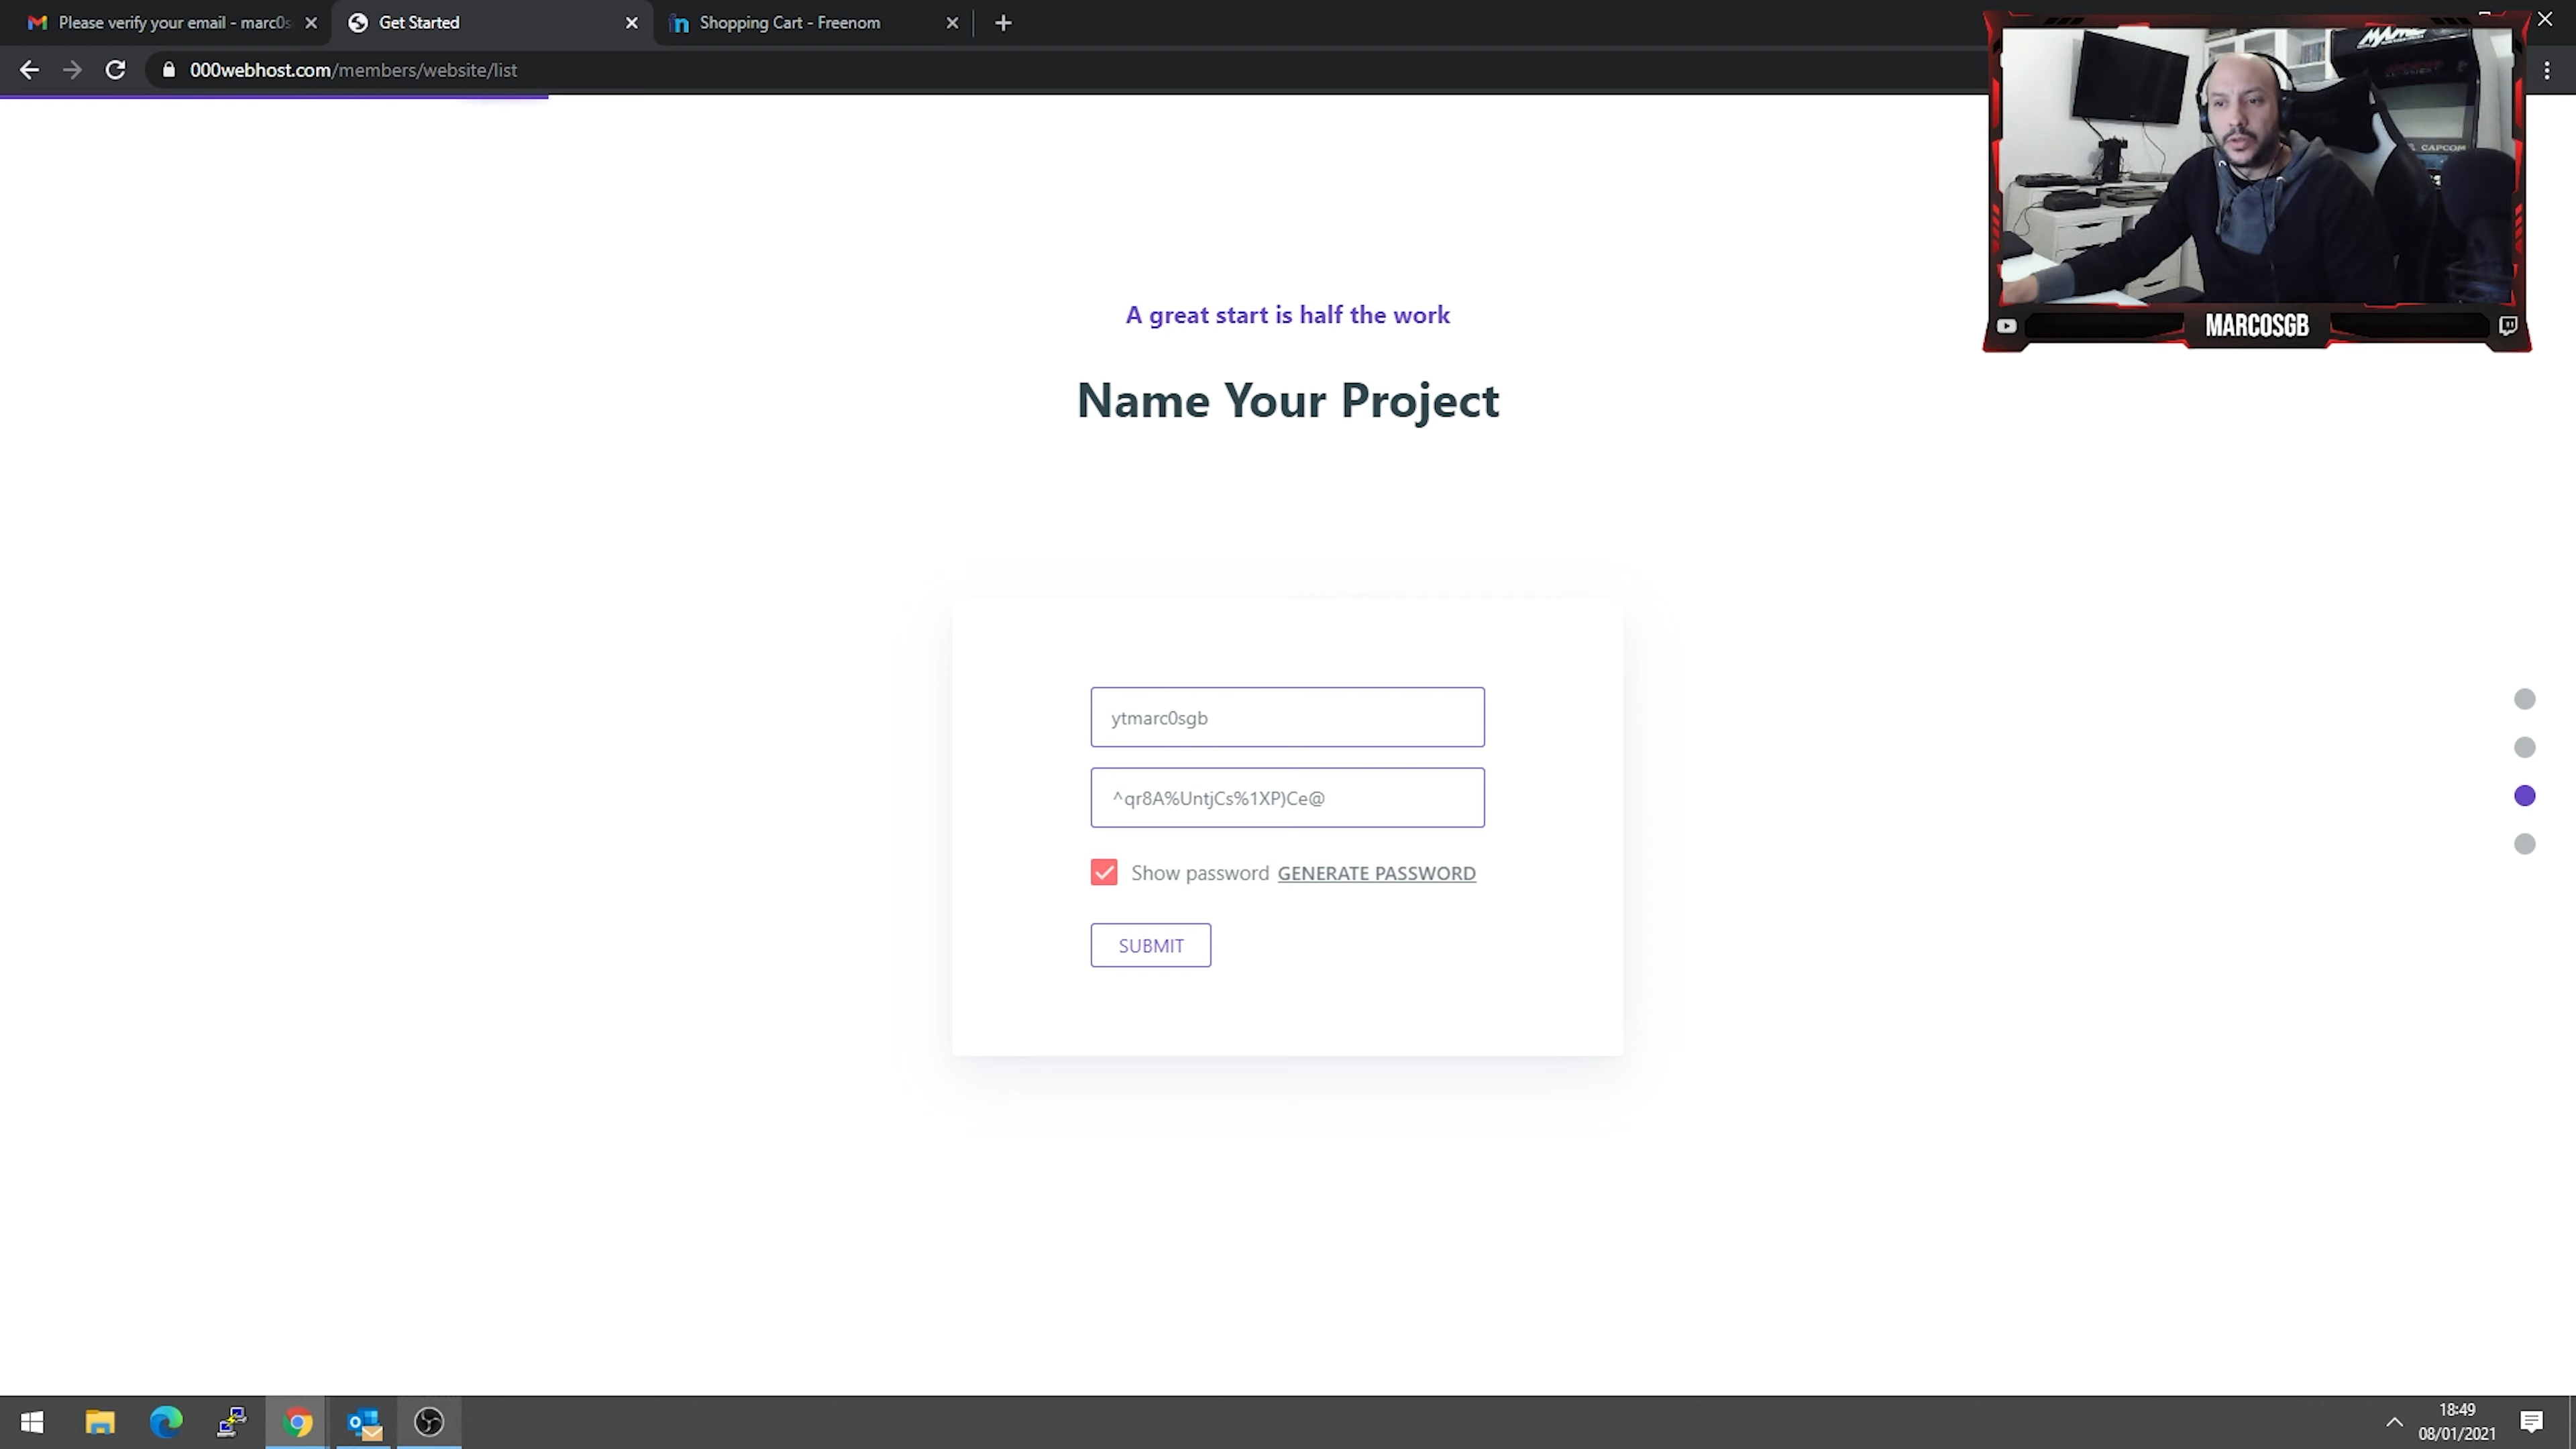 Please verify your email - marc0s
Get Started
Shopping Cart - Freenom
000webhost.com/members/website/list
CAPCOM
MARCOSGB
A great start is half the work
Name Your Project
ytmarc0sgb
^qr8A%UntjCs%1XP)Ce@
Show password GENERATE PASSWORD
SUBMIT
18:49
08/01/2021